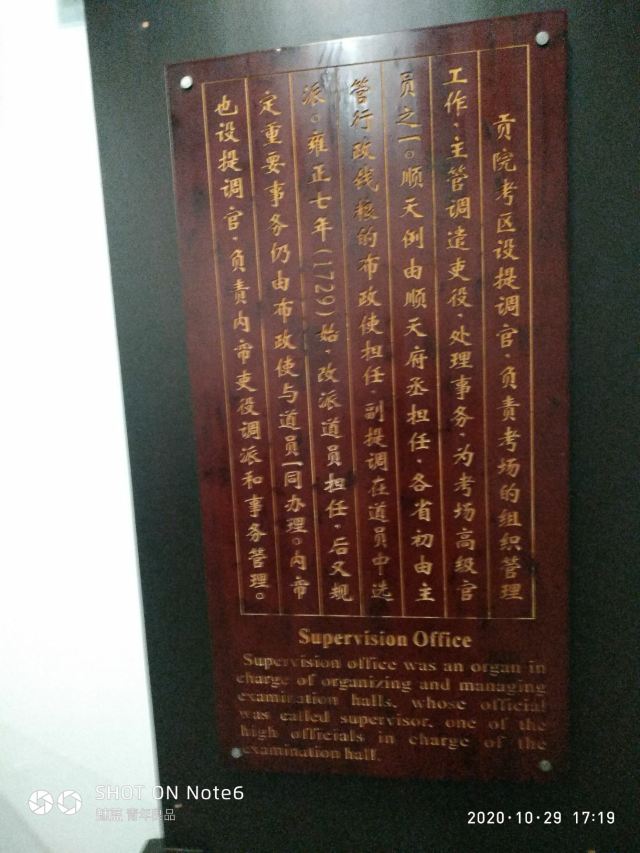 贡院考区设提调官，负责考场的组织管理
工作，主管调遣吏役，处理事务，为考场高级官
员之一。顺天例由顺天府丞担任，各省初由主
管行政钱粮的布政使担任，副提调在道员中选
派。雍正七年(1729)始，改派道员担任，后又规
定重要事务仍由布政使与道员一同办理。内帘
也设提调官，负责内帘吏役调派和事务管理。
Supervision Office
Supervision office was an organ in
charge of organizing and managing
examination halls, whose official
was called supervisor, one of the
high officials in charge of the
examination hall.
SHOT ON Note6
魅蓝 青年良品
2020·10·29 17:19